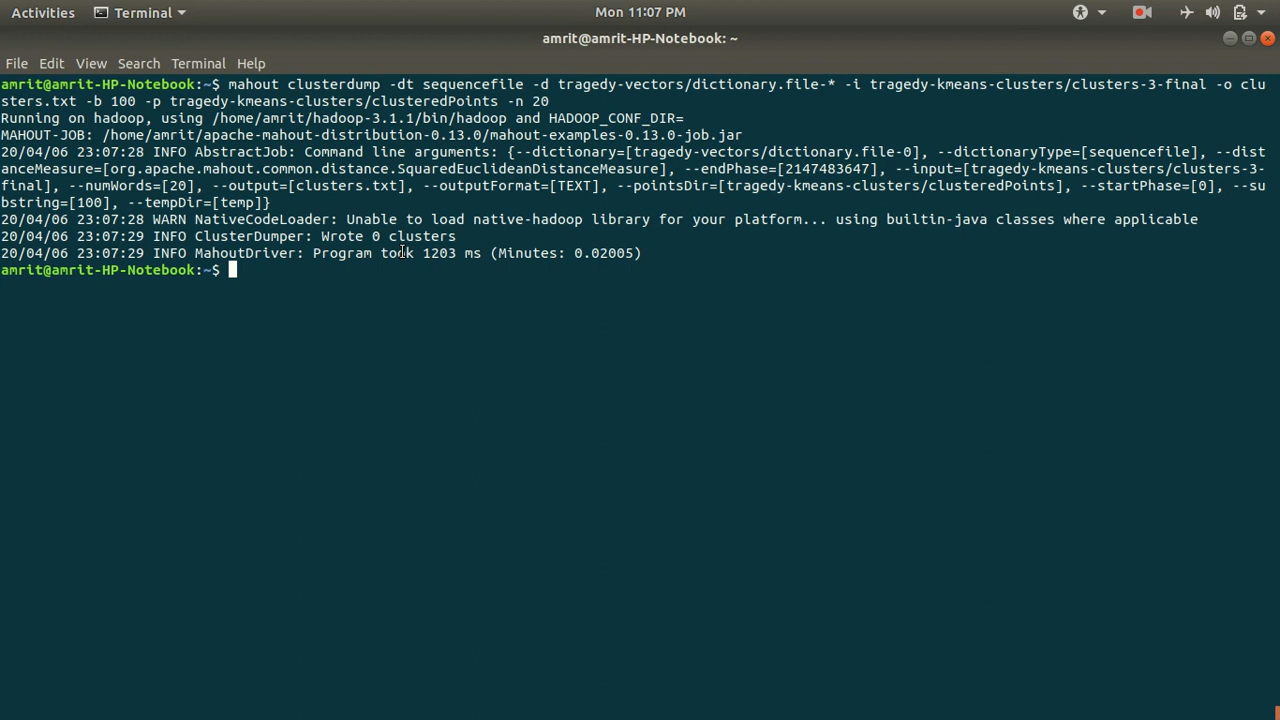 Activities Terminal Mon 11:07 PM
amrit@amrit-HP-Notebook: ~
File Edit View Search Terminal Help
amrit@amrit-HP-Notebook:~$ mahout clusterdump -dt sequencefile -d tragedy-vectors/dictionary.file-* -i tragedy-kmeans-clusters/clusters-3-final -o clu
sters.txt -b 100 -p tragedy-kmeans-clusters/clusteredPoints -n 20
Running on hadoop, using /home/amrit/hadoop-3.1.1/bin/hadoop and HADOOP_CONF_DIR=
MAHOUT-JOB: /home/amrit/apache-mahout-distribution-0.13.0/mahout-examples-0.13.0-job.jar
20/04/06 23:07:28 INFO AbstractJob: Command line arguments: {--dictionary=[tragedy-vectors/dictionary.file-0], --dictionaryType=[sequencefile], --dist
anceMeasure=[org.apache.mahout.common.distance.SquaredEuclideanDistanceMeasure], --endPhase=[2147483647], --input=[tragedy-kmeans-clusters/clusters-3-
final], --numWords=[20], --output=[clusters.txt], --outputFormat=[TEXT], --pointsDir=[tragedy-kmeans-clusters/clusteredPoints], --startPhase=[0], --su
bstring=[100], --tempDir=[temp]}
20/04/06 23:07:28 WARN NativeCodeLoader: Unable to load native-hadoop library for your platform... using builtin-java classes where applicable
20/04/06 23:07:29 INFO ClusterDumper: Wrote 0 clusters
20/04/06 23:07:29 INFO MahoutDriver: Program took 1203 ms (Minutes: 0.02005)
amrit@amrit-HP-Notebook:~$